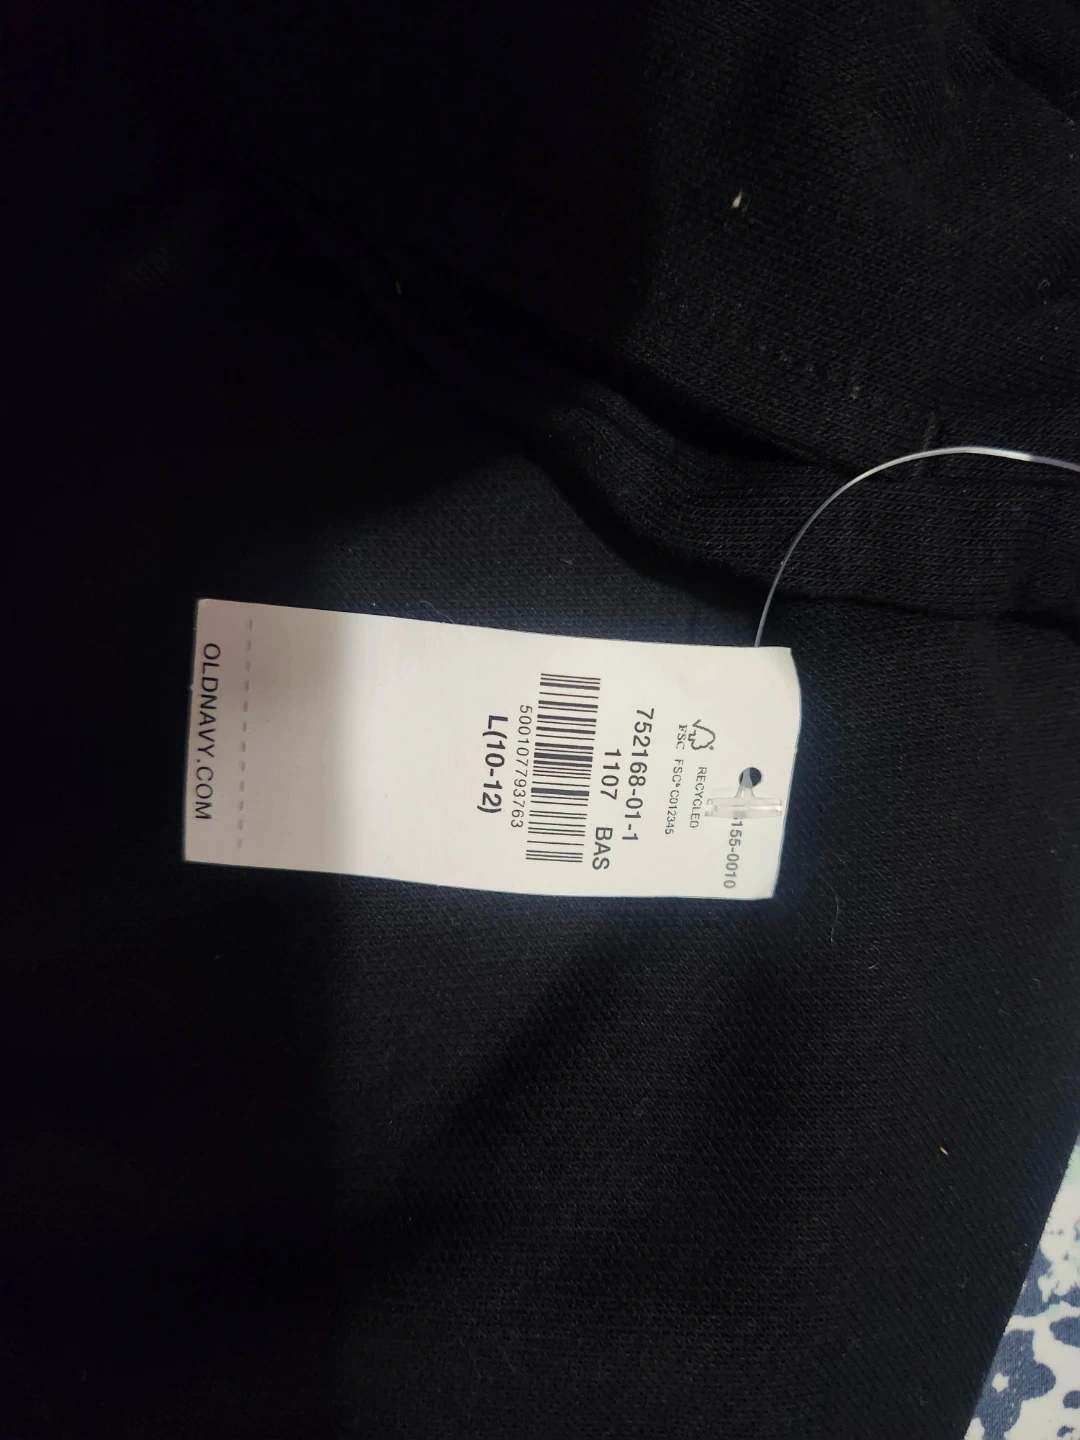 155-0010
RECYCLED
FSC FSC® C012345
752168-01-1
1107 BAS
500107793763
L(10-12)
OLDNAVY.COM